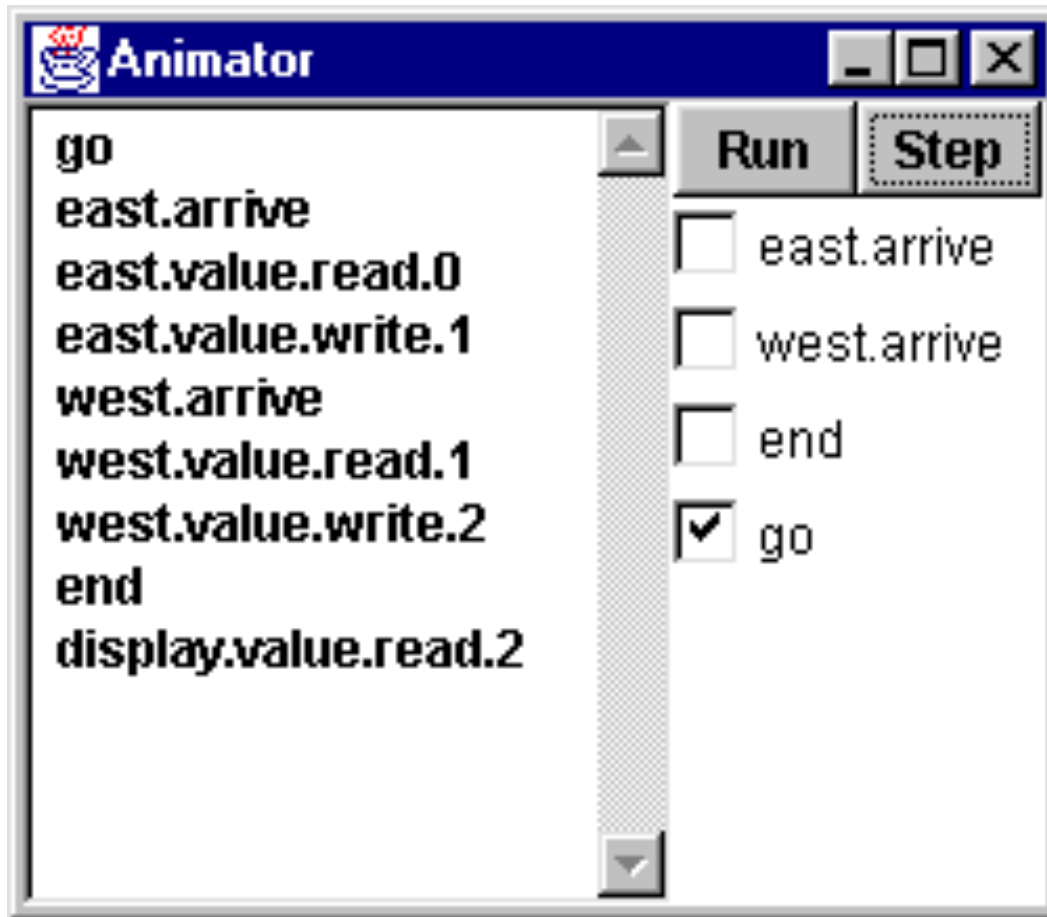 Animator
go
east.arrive
east.value.read.0
east.value.write.1
west.arrive
west.value.read.1
west.value.write.2
end
display.value.read.2
Run Step
east.arrive
west.arrive
end
go